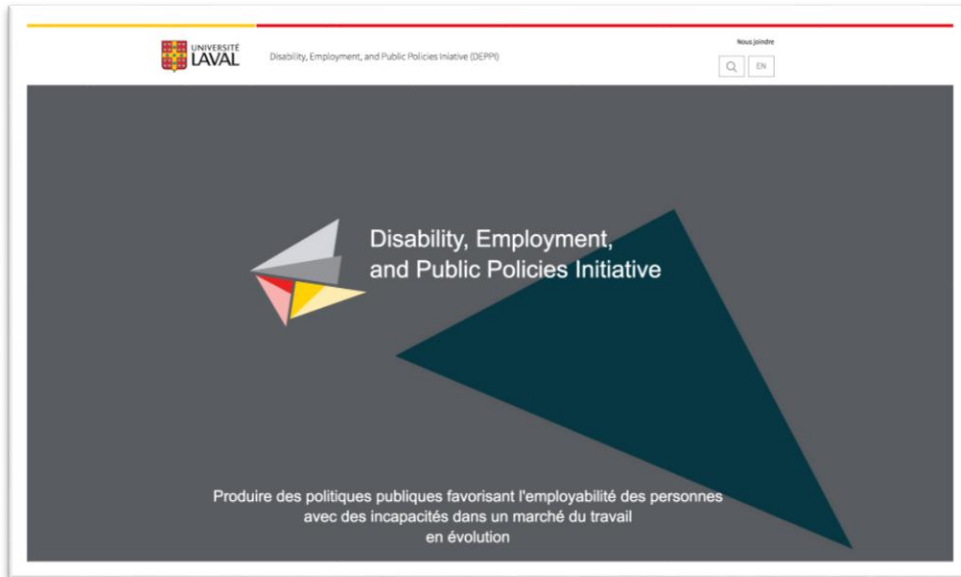 UNIVERSITÉ
LAVAL
Disability, Employment, and Public Policies Iniative (DEPPI)
Nous joindre
EN
Disability, Employment,
and Public Policies Initiative
Produire des politiques publiques favorisant l'employabilité des personnes
avec des incapacités dans un marché du travail
en évolution